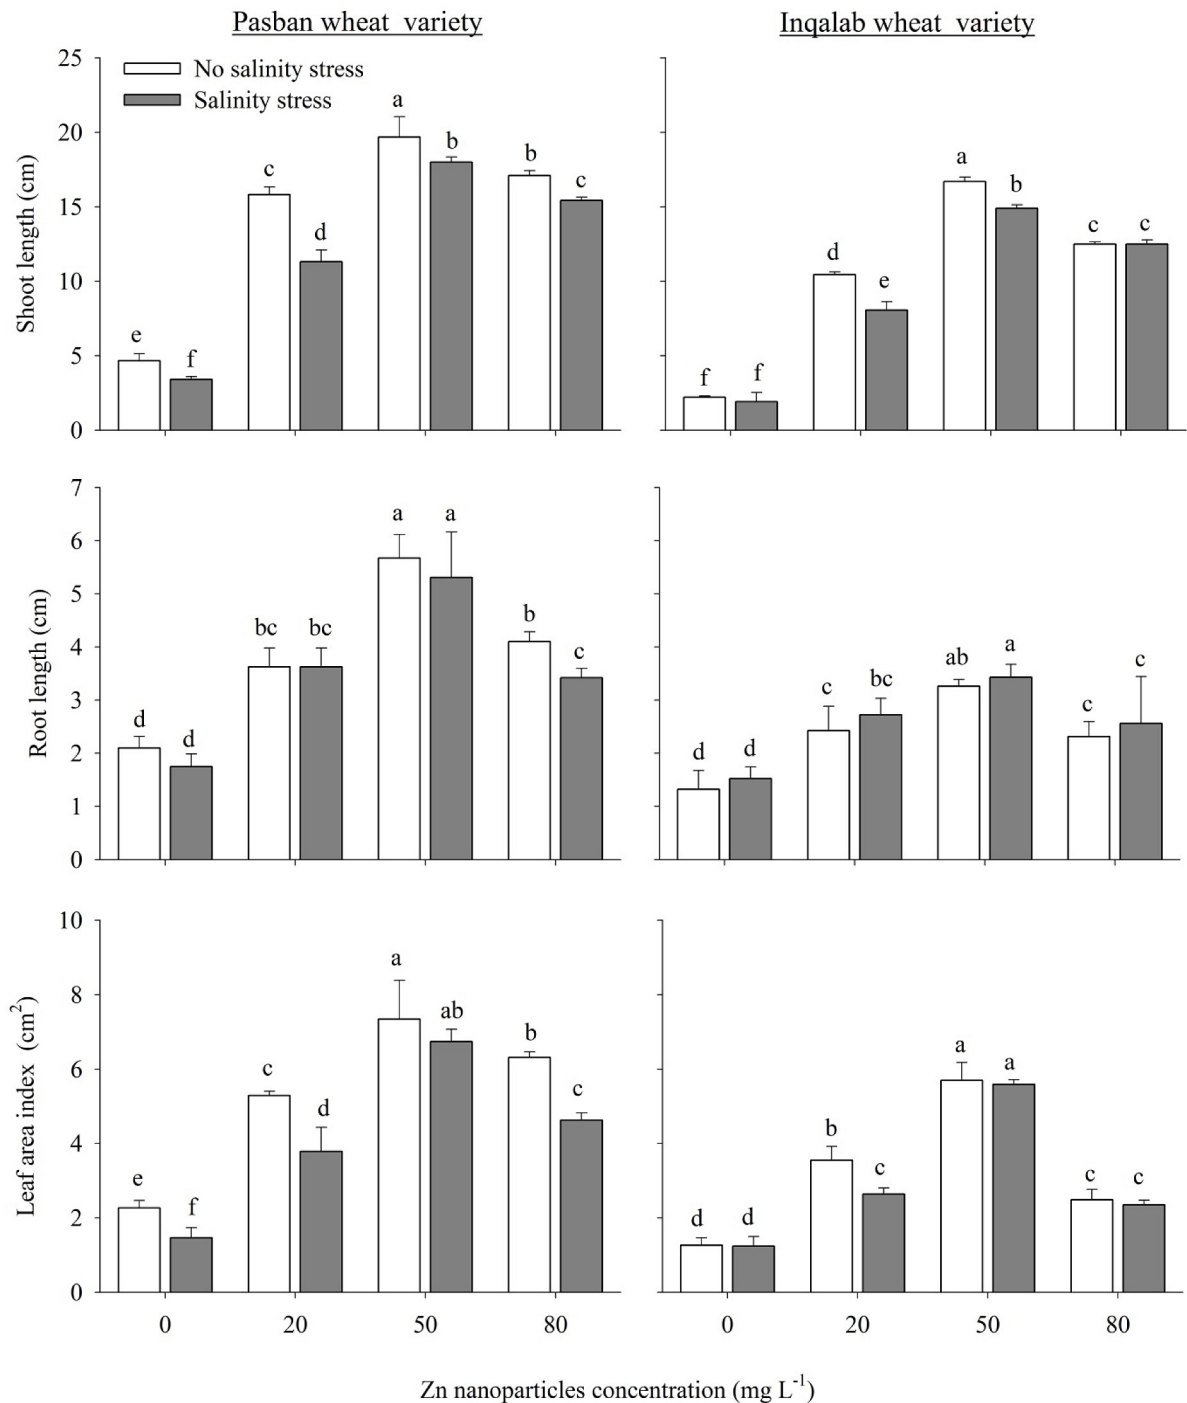 Pasban wheat variety
Inqalab wheat variety
No salinity stress
Salinity stress
Shoot length (cm)
25
20
15
10
5
0
e
f
c
d
a
b
b
c
f
f
d
e
a
b
c
c
Root length (cm)
7
6
5
4
3
2
1
0
d
d
bc
bc
a
a
b
c
d
d
c
bc
ab
a
c
c
Leaf area index (cm²)
10
8
6
4
2
0
e
f
c
d
a
ab
b
c
d
d
b
c
a
a
c
c
0 20 50 80
0 20 50 80
Zn nanoparticles concentration (mg L⁻¹)